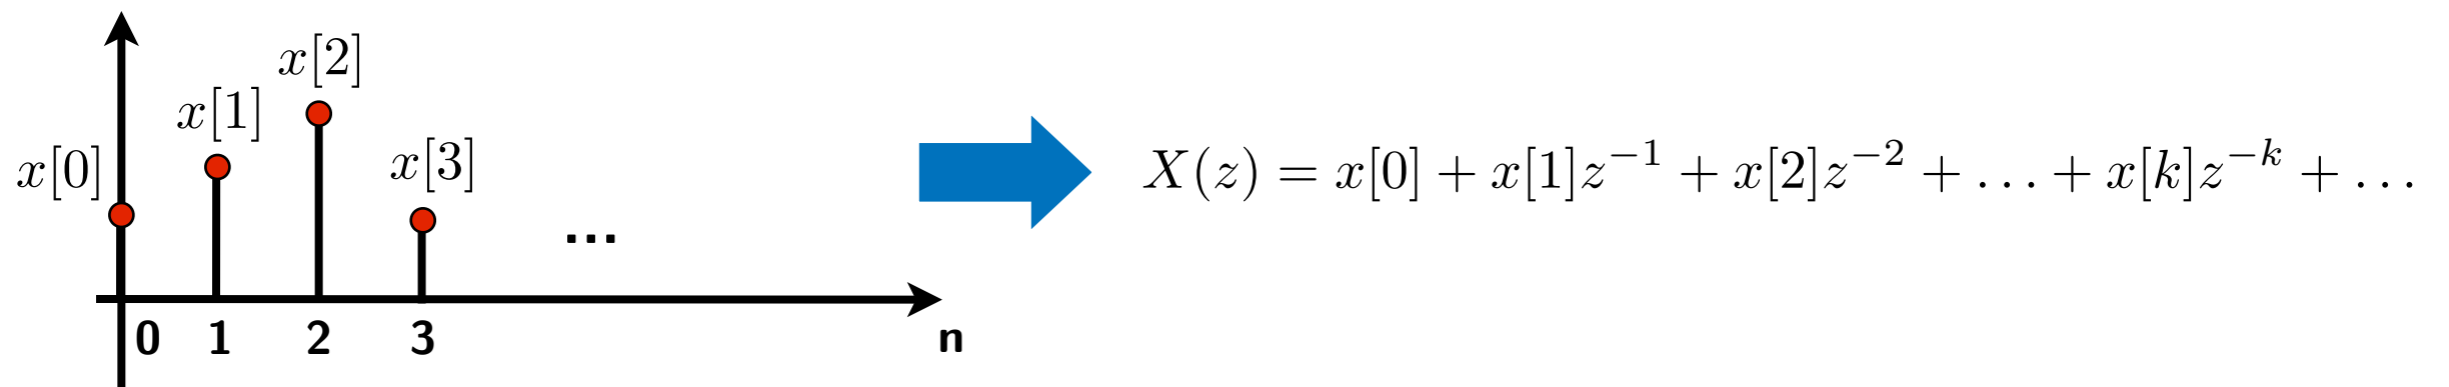 x[2]
x[1]
x[3]
x[0]
...
0 1 2 3 n
X(z) = x[0] + x[1]z^{-1} + x[2]z^{-2} + ... + x[k]z^{-k} + ...